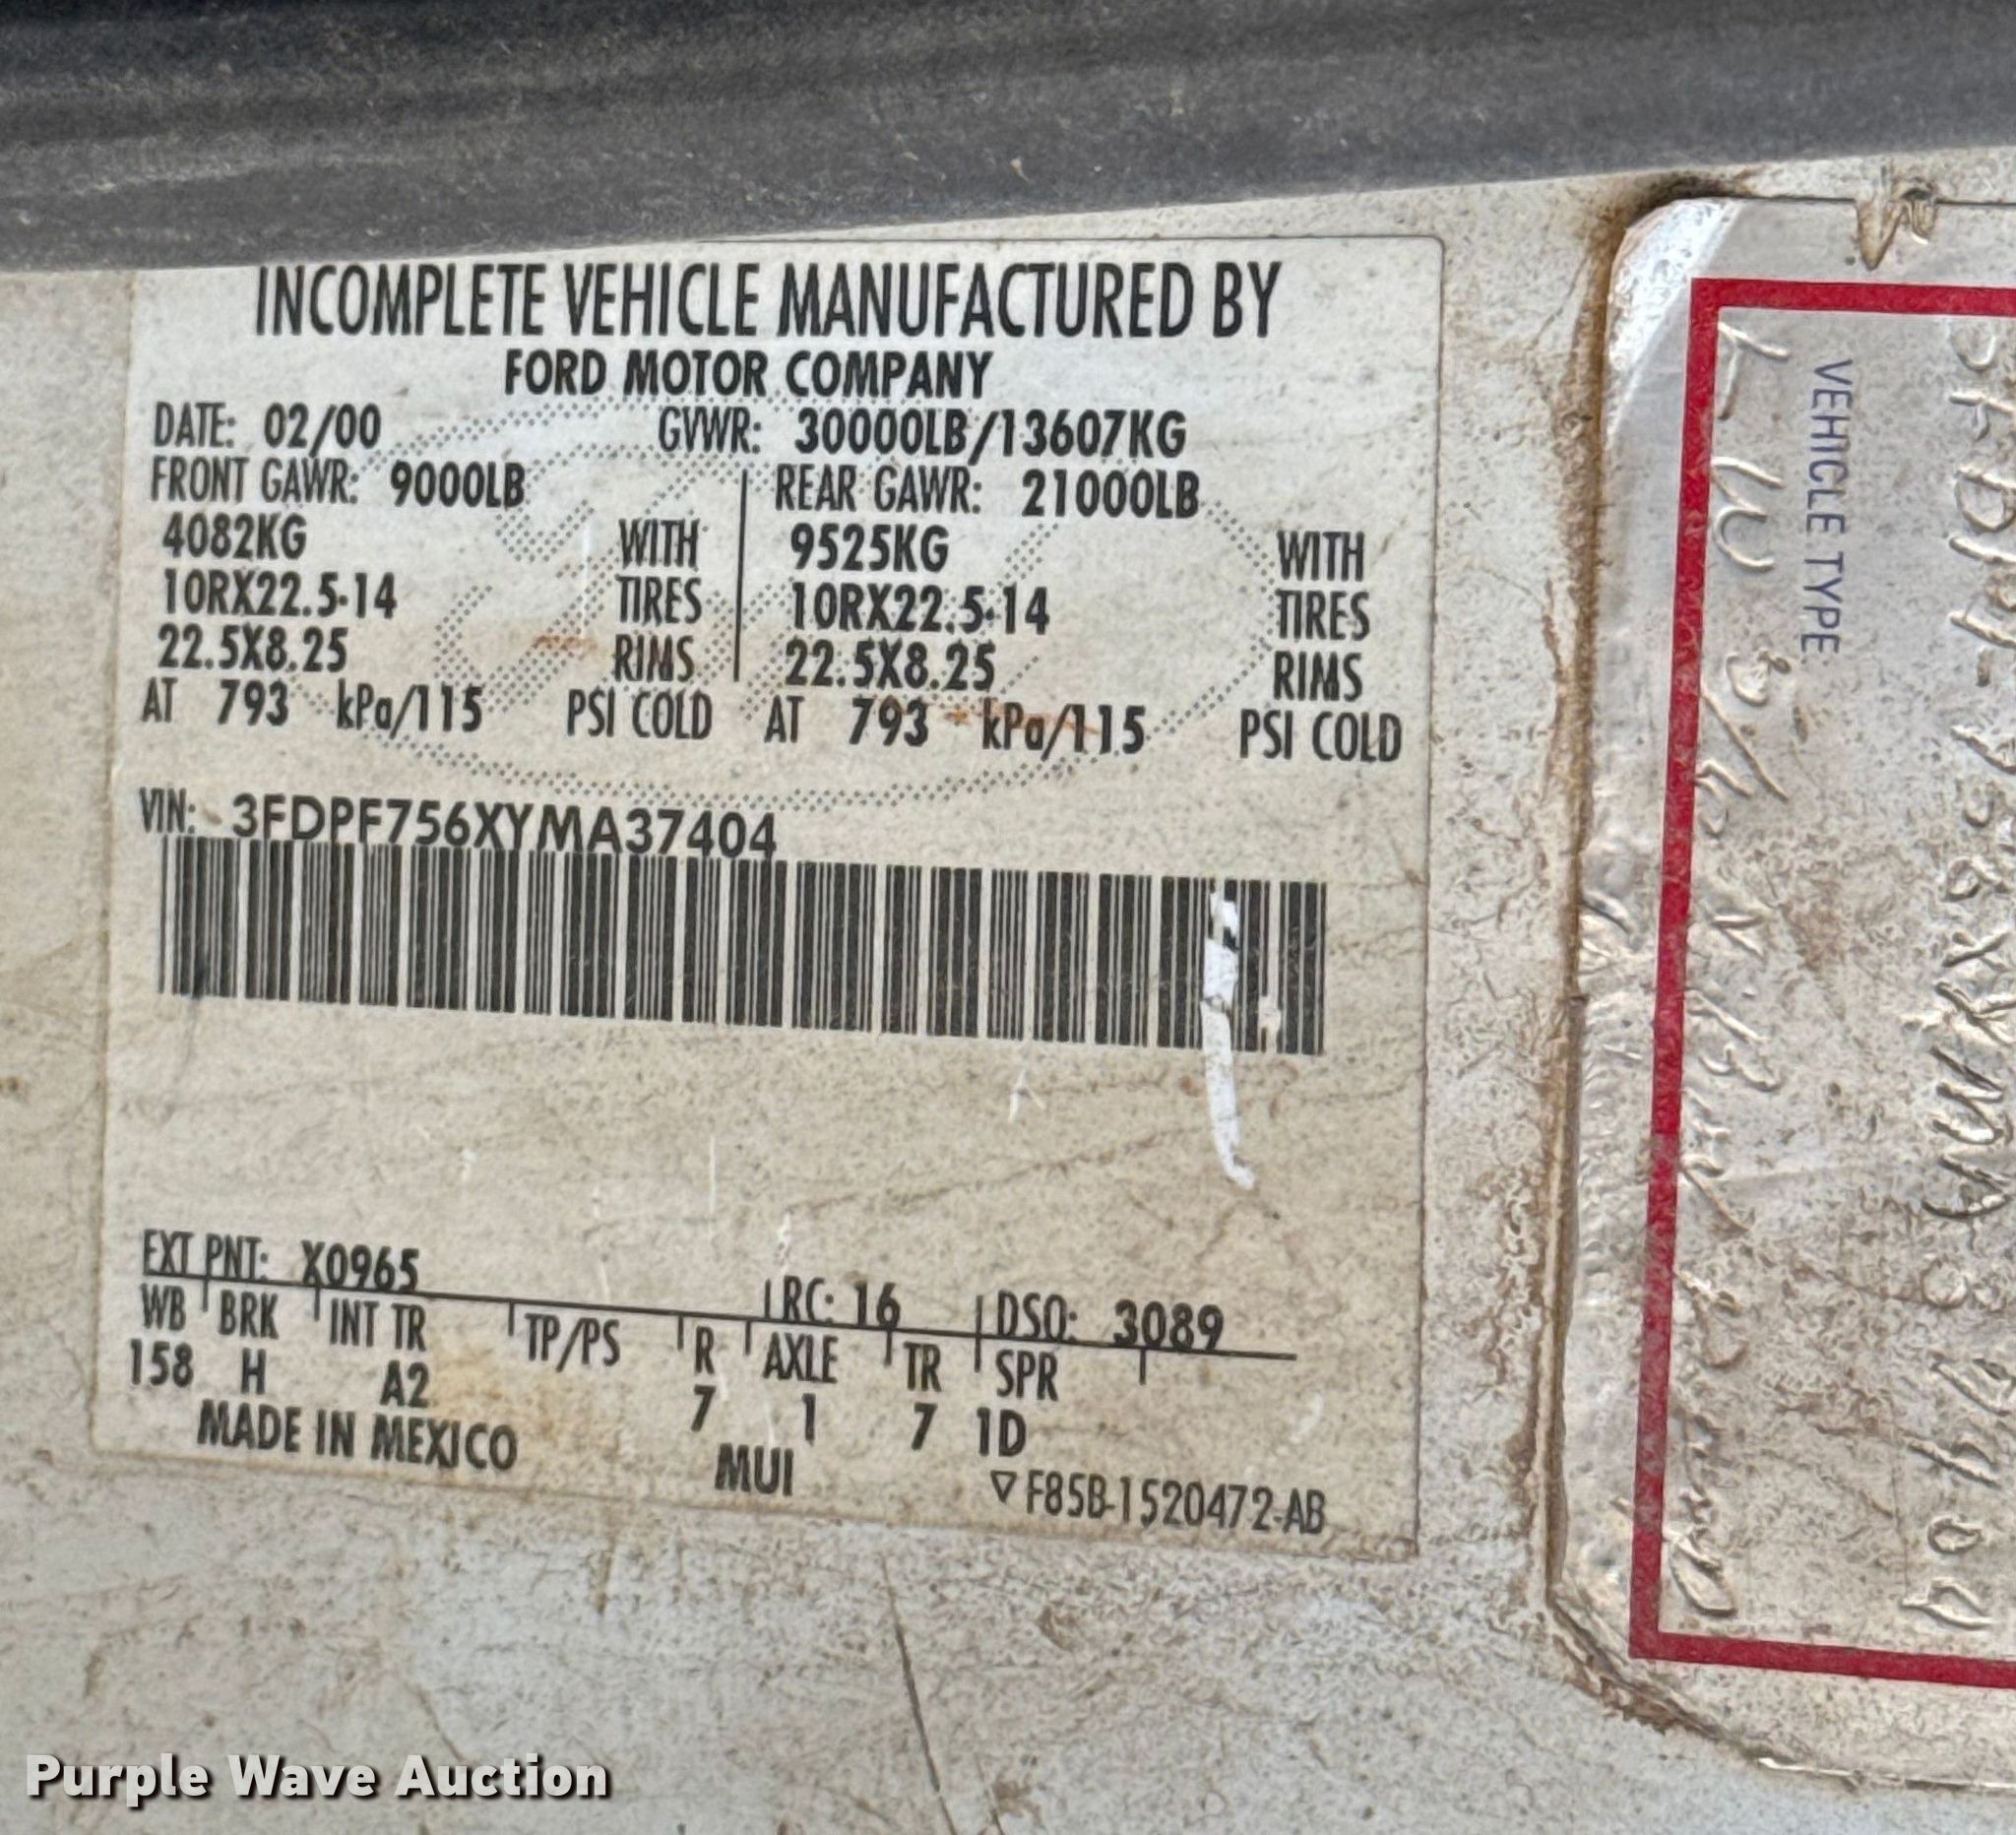 INCOMPLETE VEHICLE MANUFACTURED BY
FORD MOTOR COMPANY
DATE: 02/00 GVWR: 30000LB/13607KG
FRONT GAWR: 9000LB REAR GAWR: 21000LB
4082KG WITH 9525KG WITH
10RX22.5-14 TIRES 10RX22.5-14 TIRES
22.5X8.25 RIMS 22.5X8.25 RIMS
AT 793 kPa/115 PSI COLD AT 793 kPa/115 PSI COLD
VIN: 3FDPF756XYMA37404
EXT PNT: X0965 RC: 16 DSO: 3089
WB BRK INT TR TP/PS R AXLE TR SPR
158 H A2 7 1 7 1D
MADE IN MEXICO MUI
F85B-1520472-AB
VEHICLE TYPE:
Purple Wave Auction